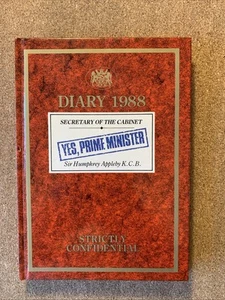 DIARY 1988
SECRETARY OF THE CABINET
YES, PRIME MINISTER
Sir Humphrey Appleby K.C.B.
STRICTLY
CONFIDENTIAL